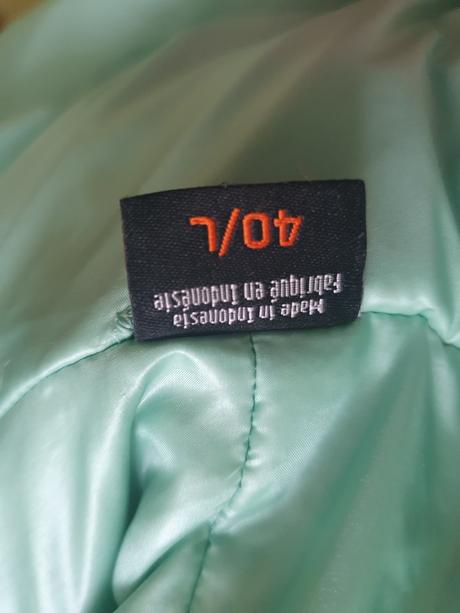 Made in Indonesia
Fabriqué en Indonésie
40/L